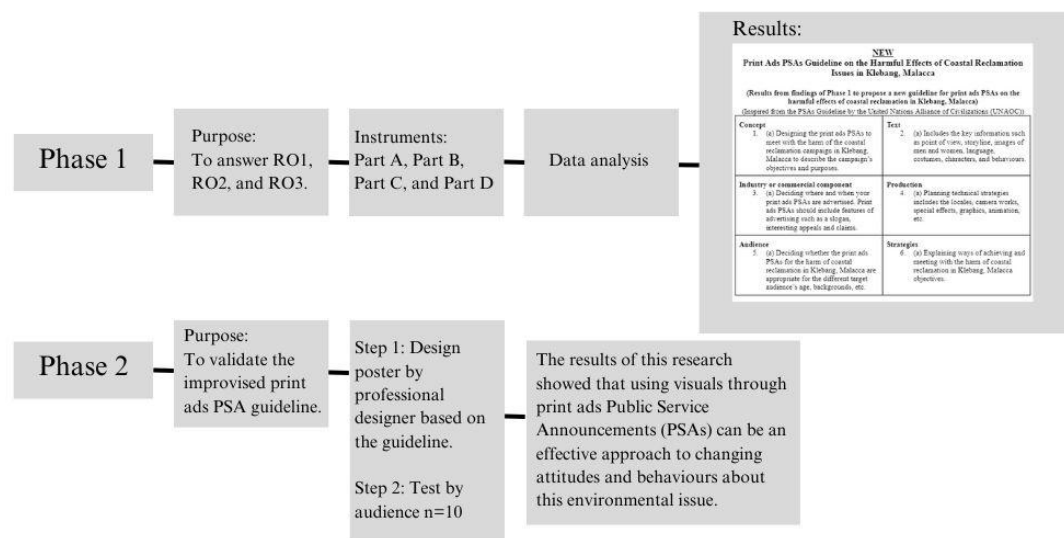 Phase 1
Purpose:
To answer RO1,
RO2, and RO3.
Instruments:
Part A, Part B,
Part C, and Part D
Data analysis
Results:
NEW
Print Ads PSAs Guideline on the Harmful Effects of Coastal Reclamation
Issues in Klebang, Malacca
(Results from findings of Phase 1 to propose a new guideline for print ads PSAs on the
harmful effects of coastal reclamation in Klebang, Malacca)
(Inspired from the PSAs Guideline by the United Nations Alliance of Civilizations (UNAOC))
Concept
1. (a) Designing the print ads PSAs to
meet with the harm of the coastal
reclamation campaign in Klebang,
Malacca to describe the campaign's
objectives and purposes.
Text
2. (a) Includes the key information such
as point of view, storyline, images of
men and women, language,
costumes, characters, and behaviours.
Industry or commercial component
3. (a) Deciding where and when your
print ads PSAs are advertised. Print
ads PSAs should include features of
advertising such as a slogan,
interesting appeals and claims.
Production
4. (a) Planning technical strategies
includes the locales, camera works,
special effects, graphics, animation,
etc.
Audience
5. (a) Deciding whether the print ads
PSAs for the harm of coastal
reclamation in Klebang, Malacca are
appropriate for the different target
audience's age, backgrounds, etc.
Strategies
6. (a) Explaining ways of achieving and
meeting with the harm of coastal
reclamation in Klebang, Malacca
objectives.
Phase 2
Purpose:
To validate the
improvised print
ads PSA guideline.
Step 1: Design
poster by
professional
designer based on
the guideline.
Step 2: Test by
audience n=10
The results of this research
showed that using visuals through
print ads Public Service
Announcements (PSAs) can be an
effective approach to changing
attitudes and behaviours about
this environmental issue.